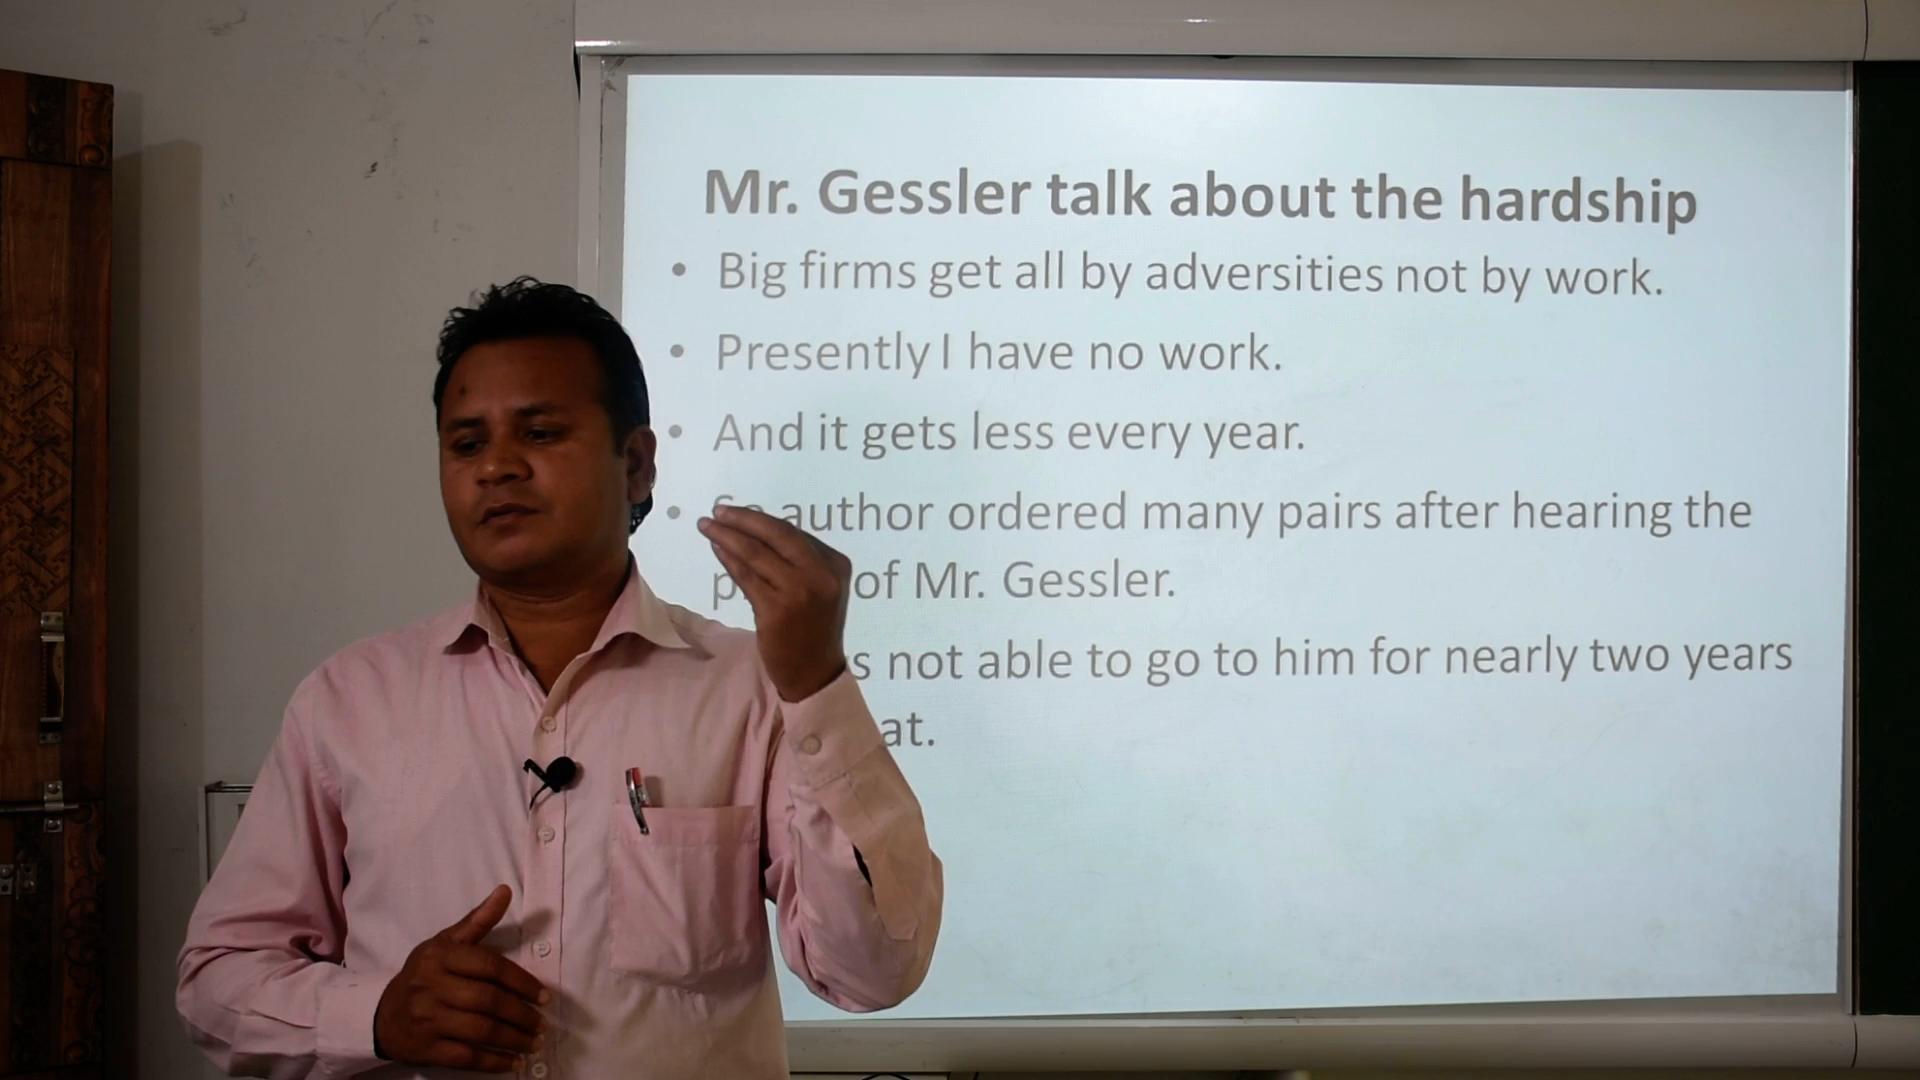 Mr. Gessler talk about the hardship
• Big firms get all by adversities not by work.
• Presently I have no work.
• And it gets less every year.
• author ordered many pairs after hearing the
of Mr. Gessler.
not able to go to him for nearly two years